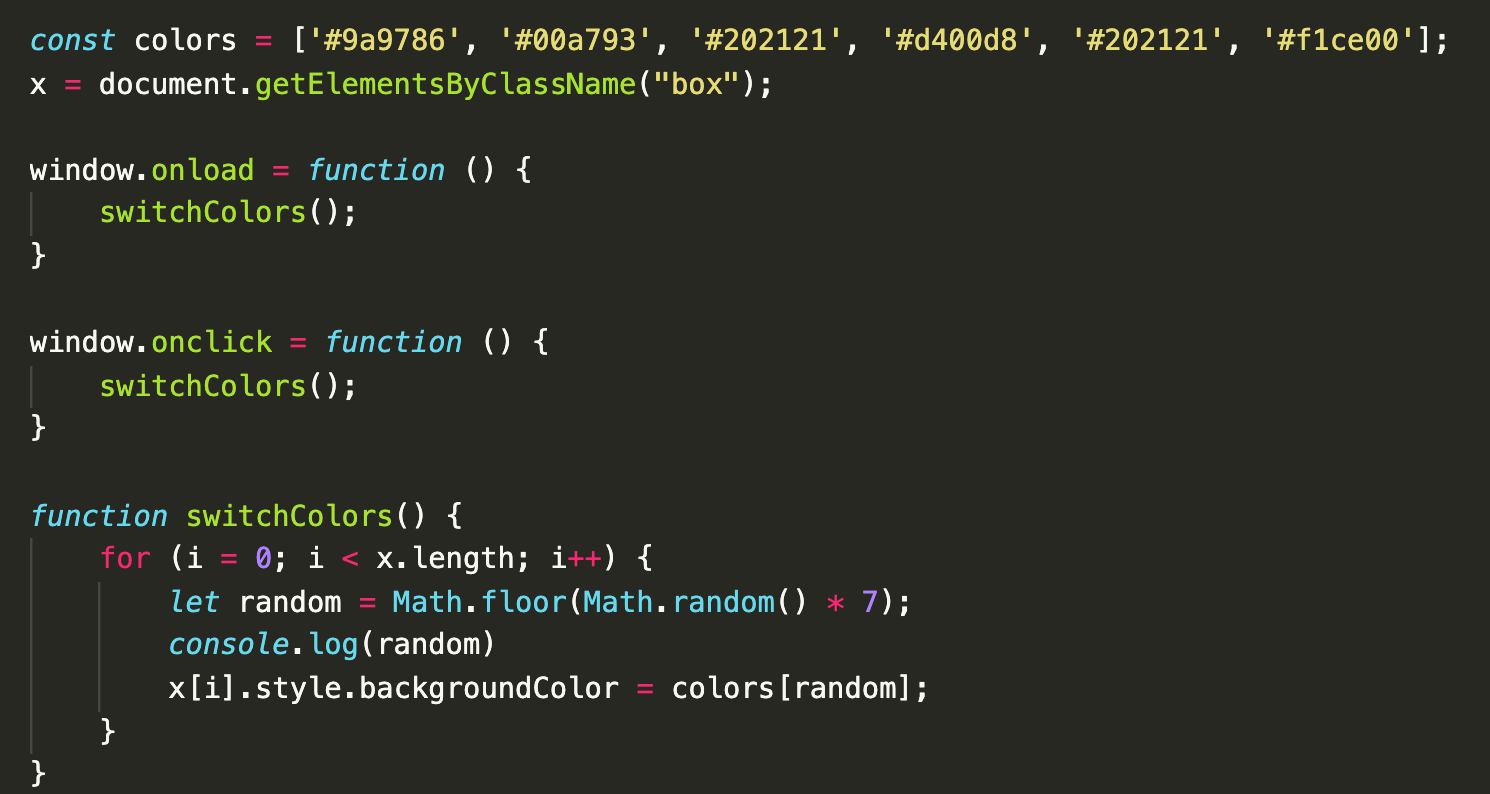 const colors = ['#9a9786', '#00a793', '#202121', '#d400d8', '#202121', '#f1ce00'];
x = document.getElementsByClassName("box");

window.onload = function () {
    switchColors();
}

window.onclick = function () {
    switchColors();
}

function switchColors() {
    for (i = 0; i < x.length; i++) {
        let random = Math.floor(Math.random() * 7);
        console.log(random)
        x[i].style.backgroundColor = colors[random];
    }
}